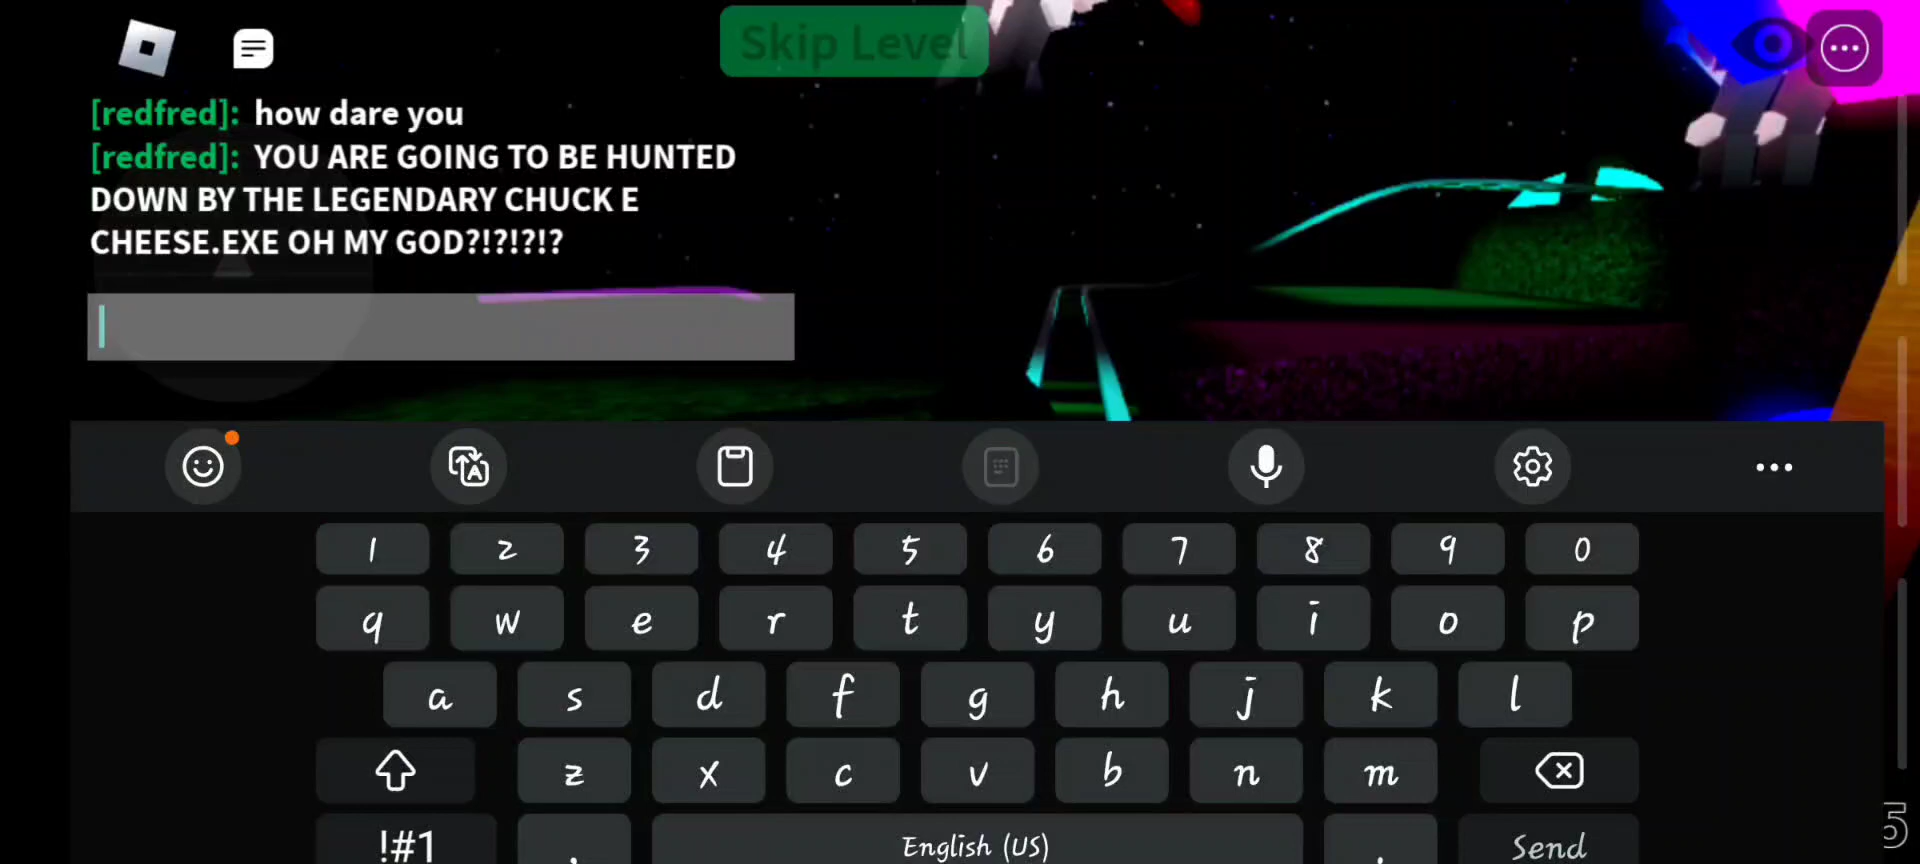 Skip Level
[redfred]: how dare you
[redfred]: YOU ARE GOING TO BE HUNTED
DOWN BY THE LEGENDARY CHUCK E
CHEESE.EXE OH MY GOD?!?!?!?
1 2 3 4 5 6 7 8 9 0
q w e r t y u i o p
a s d f g h j k l
z x c v b n m
!#1 , English (US) . Send
5